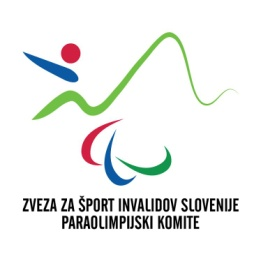 ZVEZA ZA ŠPORT INVALIDOV SLOVENIJE
PARAOLIMPIJSKI KOMITE